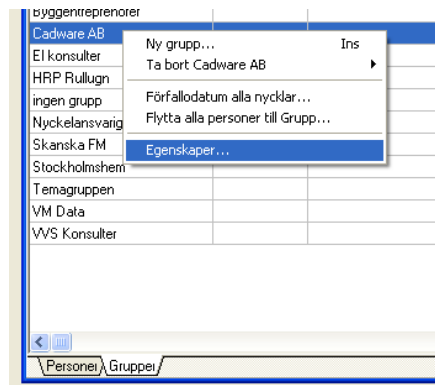 Byggentreprenörer
Cadware AB
Ny grupp... Ins
El konsulter
Ta bort Cadware AB
HRP Rullugn
ingen grupp
Förfallodatum alla nycklar...
Nyckelansvarig
Flytta alla personer till Grupp...
Skanska FM
Egenskaper...
Stockholmshem
Temagruppen
VM Data
VVS Konsulter
Personer Grupper